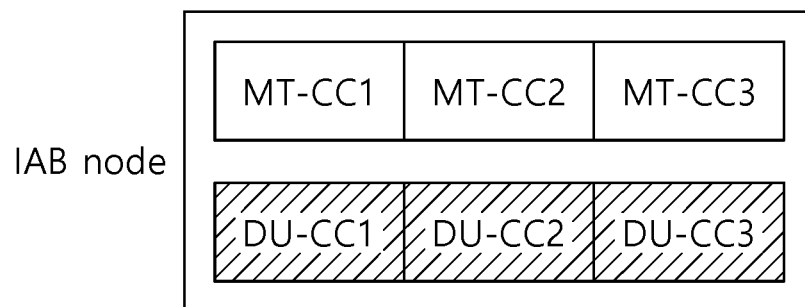 MT-CC1 MT-CC2 MT-CC3
IAB node
DU-CC1 DU-CC2 DU-CC3